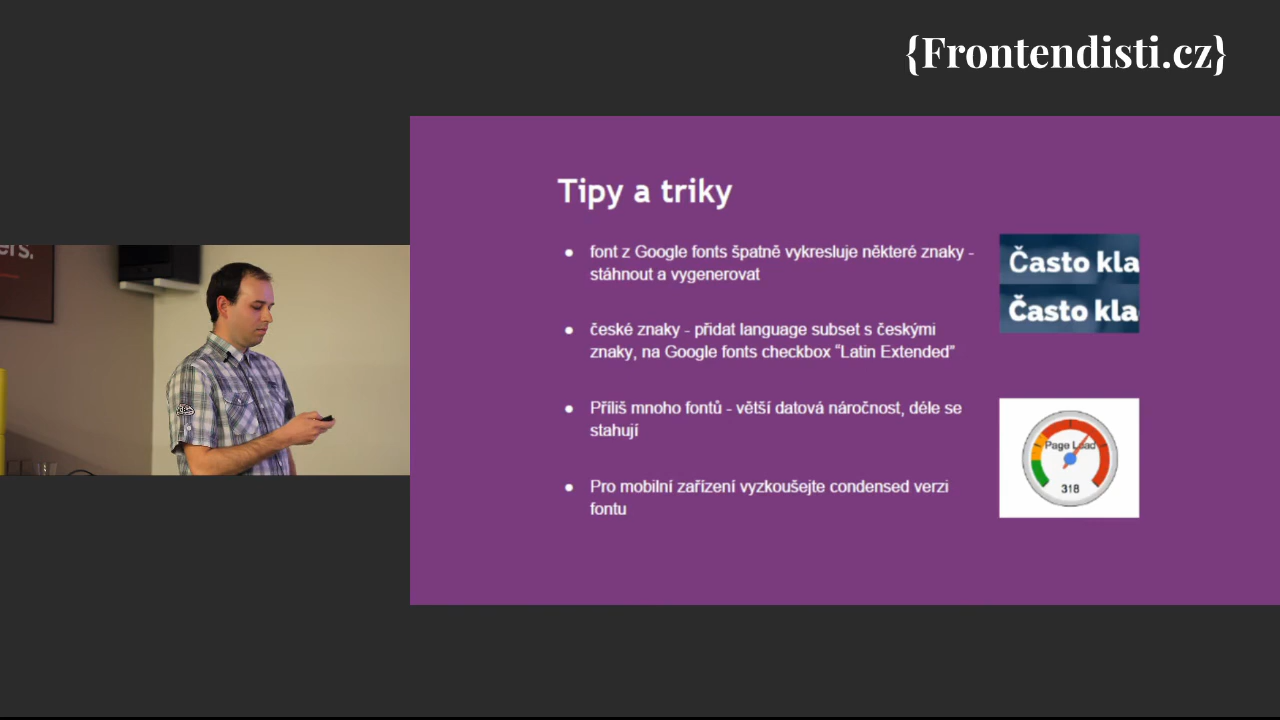 {Frontendisti.cz}
ers.
Tipy a triky
● font z Google fonts špatně vykresluje některé znaky -
stáhnout a vygenerovat
● české znaky - přidat language subset s českými
znaky, na Google fonts checkbox “Latin Extended”
● Příliš mnoho fontů - větší datová náročnost, déle se
stahují
● Pro mobilní zařízení vyzkoušejte condensed verzi
fontu
Často kla
Často kla
Page Load
318